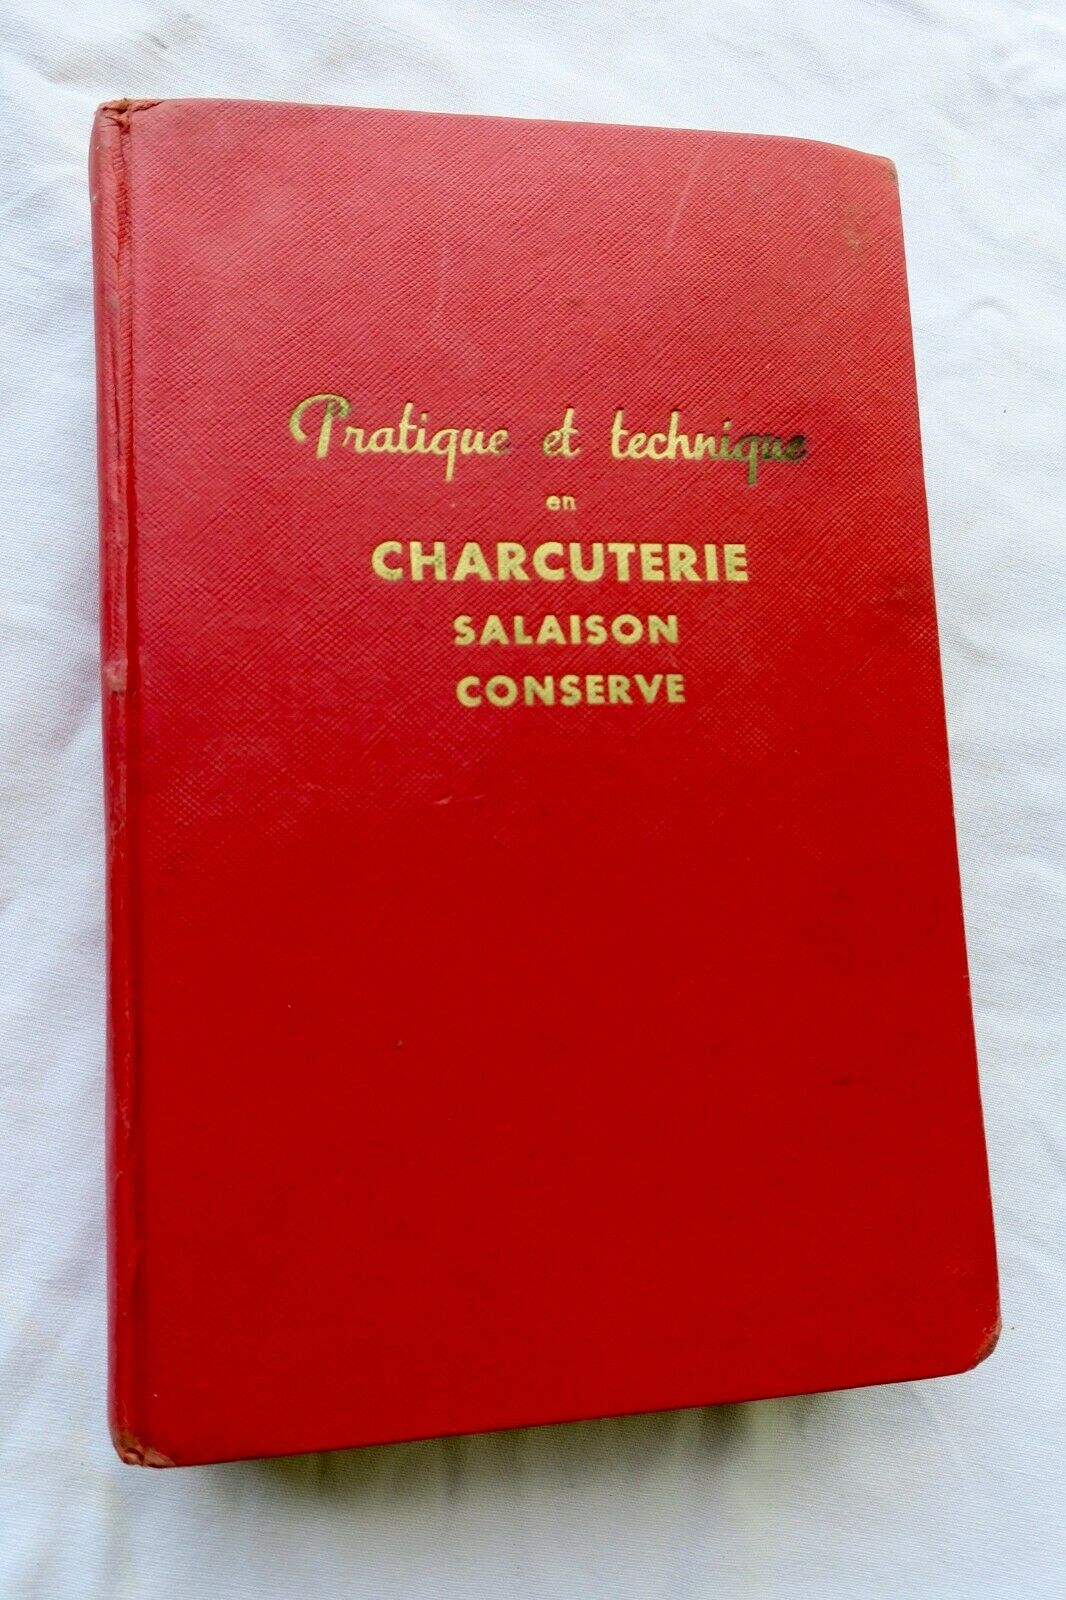 Pratique et technique
en
CHARCUTERIE
SALAISON
CONSERVE